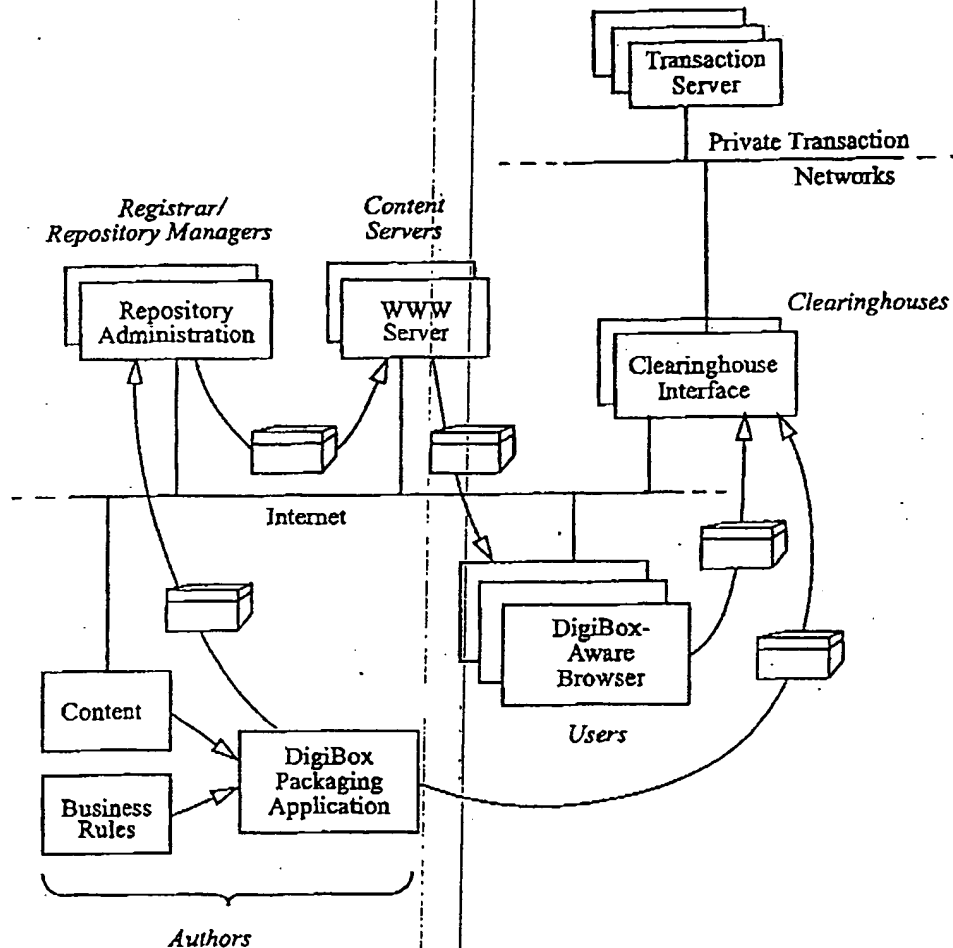 Transaction
Server
Private Transaction
Networks
Registrar/
Repository Managers
Content
Servers
Repository
Administration
WWW
Server
Clearinghouses
Clearinghouse
Interface
Internet
DigiBox-
Aware
Browser
Users
Content
DigiBox
Packaging
Application
Business
Rules
Authors